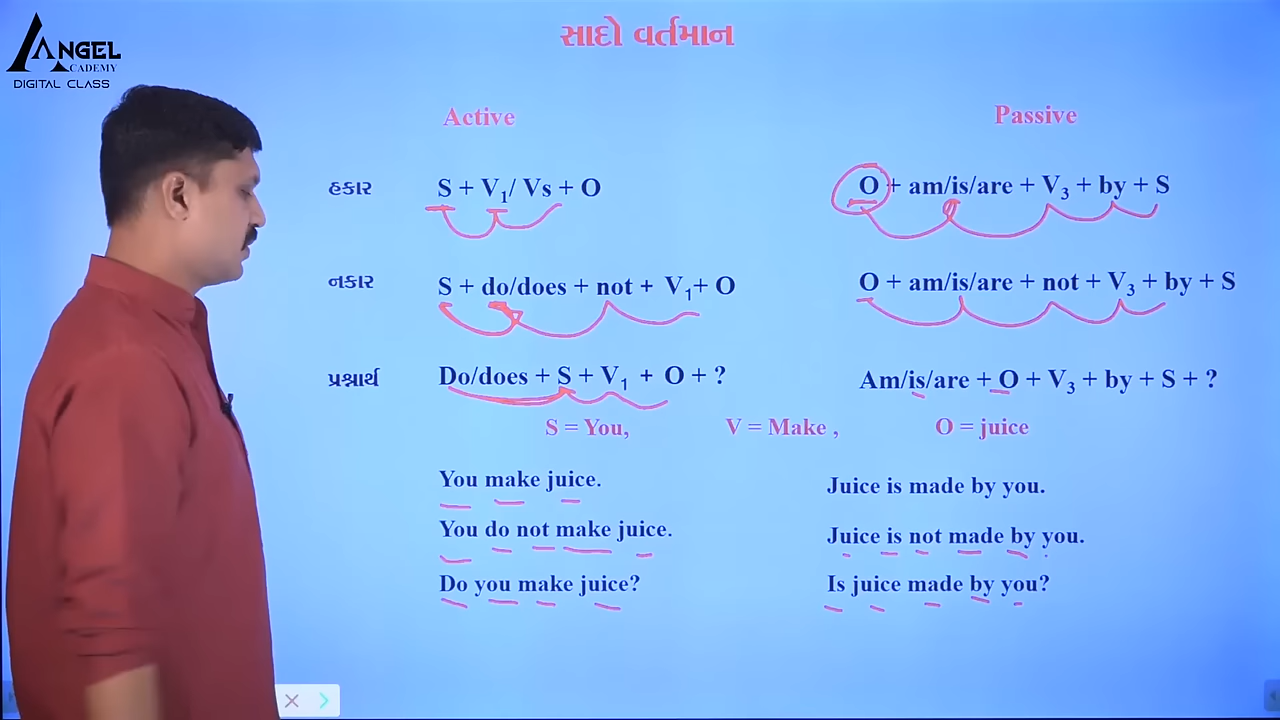 ANGEL
ACADEMY
DIGITAL CLASS
સાદો વર્તમાન
Active Passive
હકાર S + V₁/ Vs + O O + am/is/are + V₃ + by + S
નકાર S + do/does + not + V₁+ O O + am/is/are + not + V₃ + by + S
પ્રશ્નાર્થ Do/does + S + V₁ + O + ? Am/is/are + O + V₃ + by + S + ?
S = You, V = Make , O = juice
You make juice. Juice is made by you.
You do not make juice. Juice is not made by you.
Do you make juice? Is juice made by you?